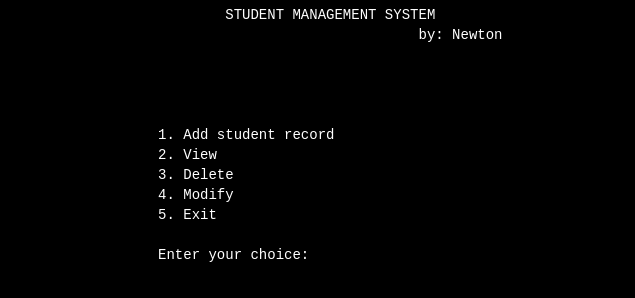 STUDENT MANAGEMENT SYSTEM
by: Newton
1. Add student record
2. View
3. Delete
4. Modify
5. Exit
Enter your choice: